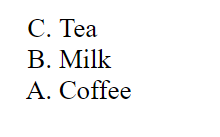 C. Tea
B. Milk
A. Coffee